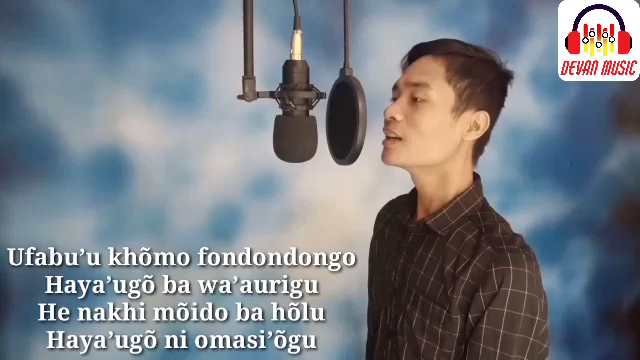 DEVAN MUSIC
Ufabu'u khõmo fondondongo
Haya'ugõ ba wa'aurigu
He nakhi mõido ba hõlu
Haya'ugõ ni omasi'õgu